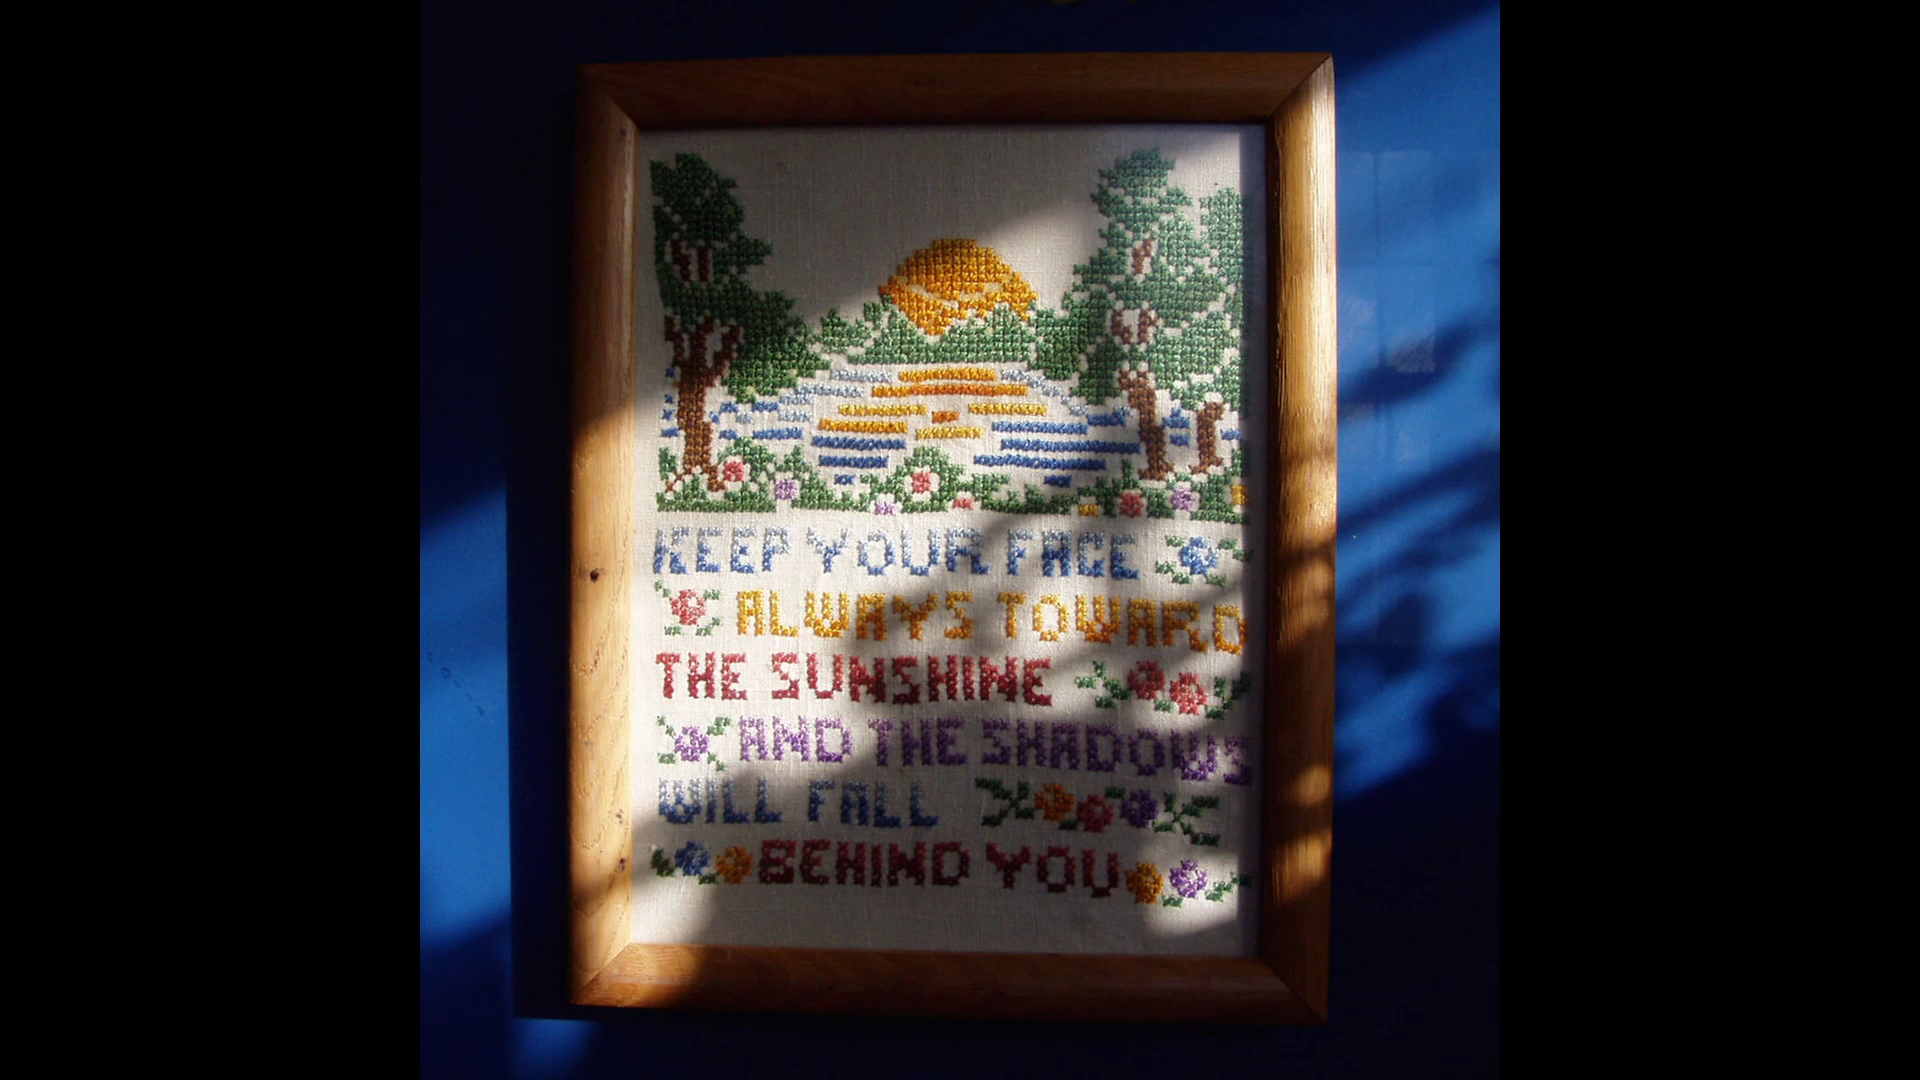 KEEP YOUR FACE
ALWAYS TOWARD
THE SUNSHINE
AND THE SHADOWS
WILL FALL
BEHIND YOU